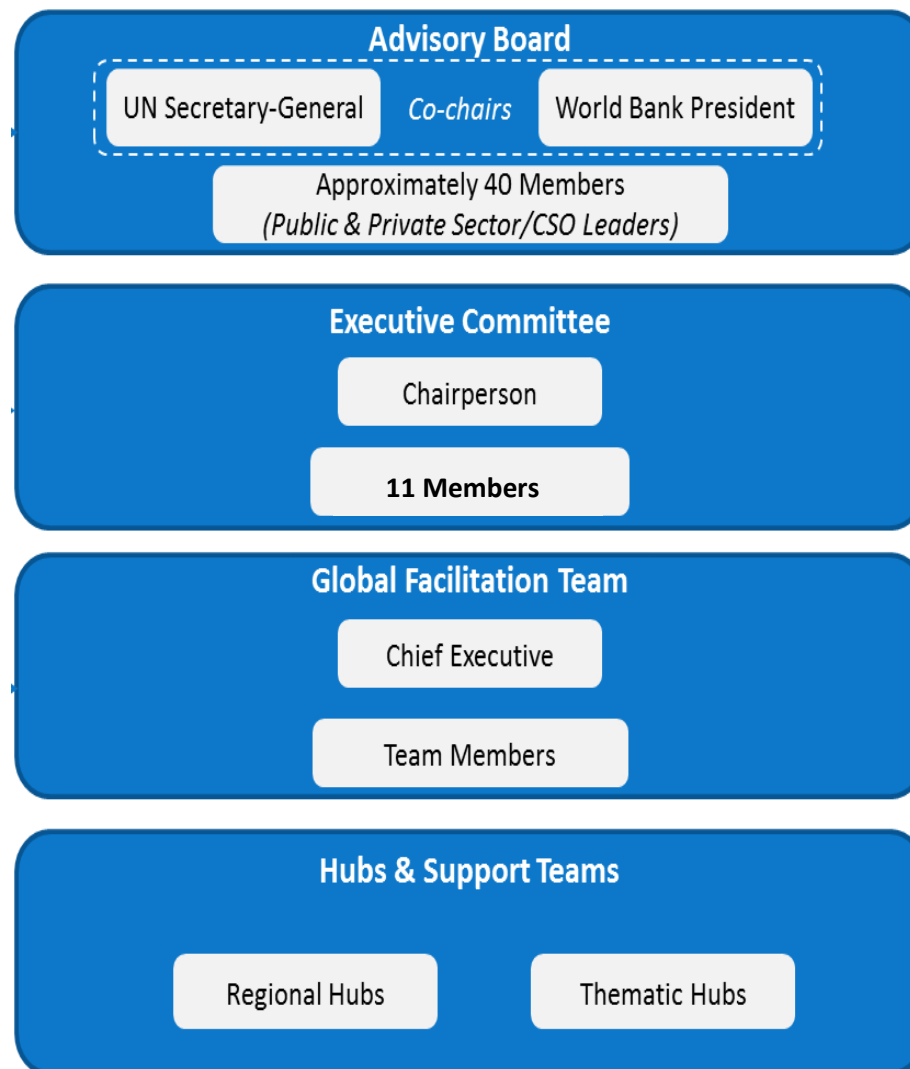 Advisory Board
UN Secretary-General Co-chairs World Bank President
Approximately 40 Members
(Public & Private Sector/CSO Leaders)
Executive Committee
Chairperson
11 Members
Global Facilitation Team
Chief Executive
Team Members
Hubs & Support Teams
Regional Hubs Thematic Hubs